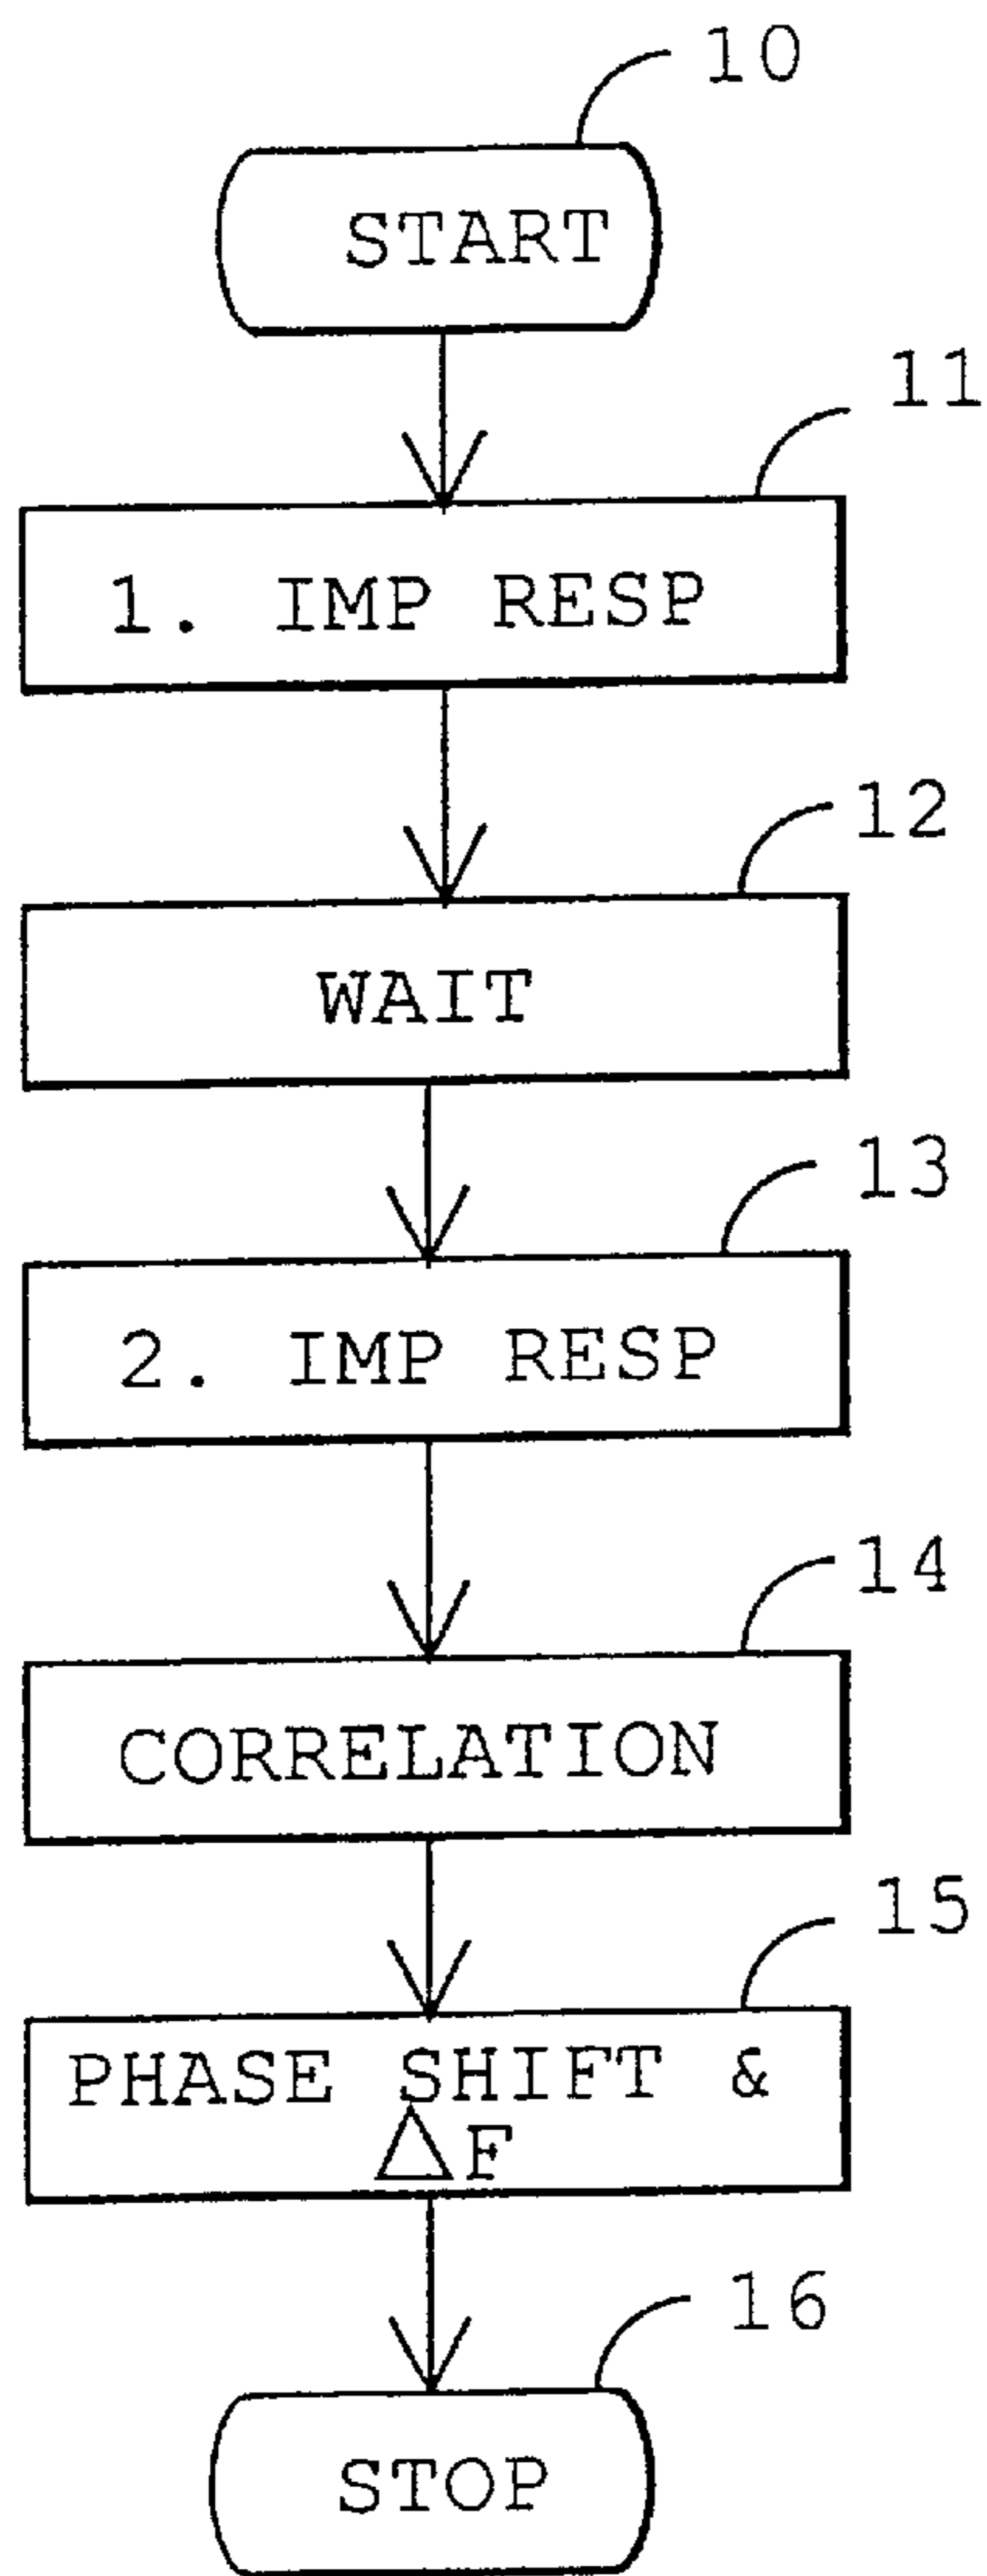 10
START
11
1. IMP RESP
12
WAIT
13
2. IMP RESP
14
CORRELATION
15
PHASE SHIFT &
△F
16
STOP